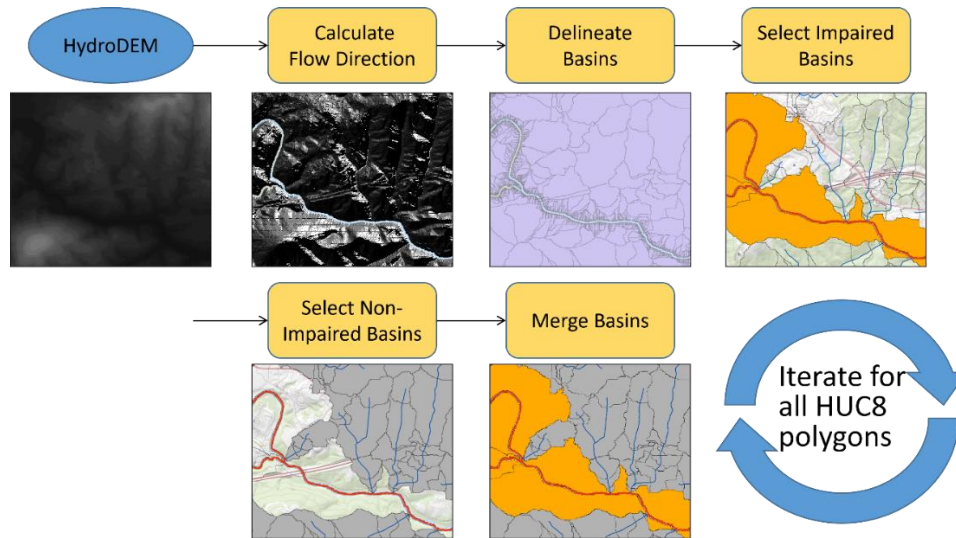 HydroDEM
Calculate
Flow Direction
Delineate
Basins
Select Impaired
Basins
Select Non-
Impaired Basins
Merge Basins
Iterate for
all HUC8
polygons